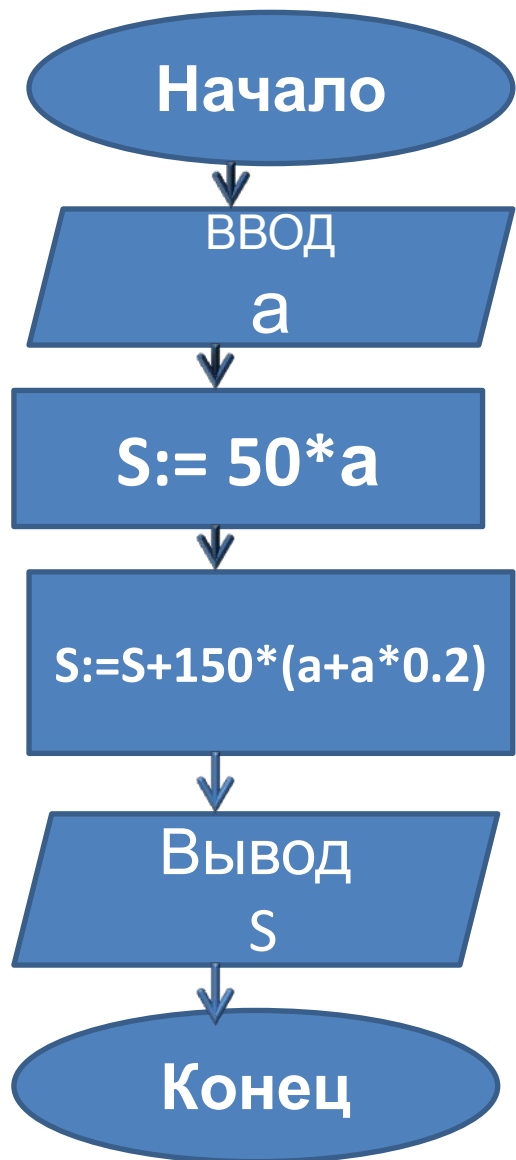 Начало
ВВОД
а
S:= 50*a
S:=S+150*(a+a*0.2)
Вывод
S
Конец